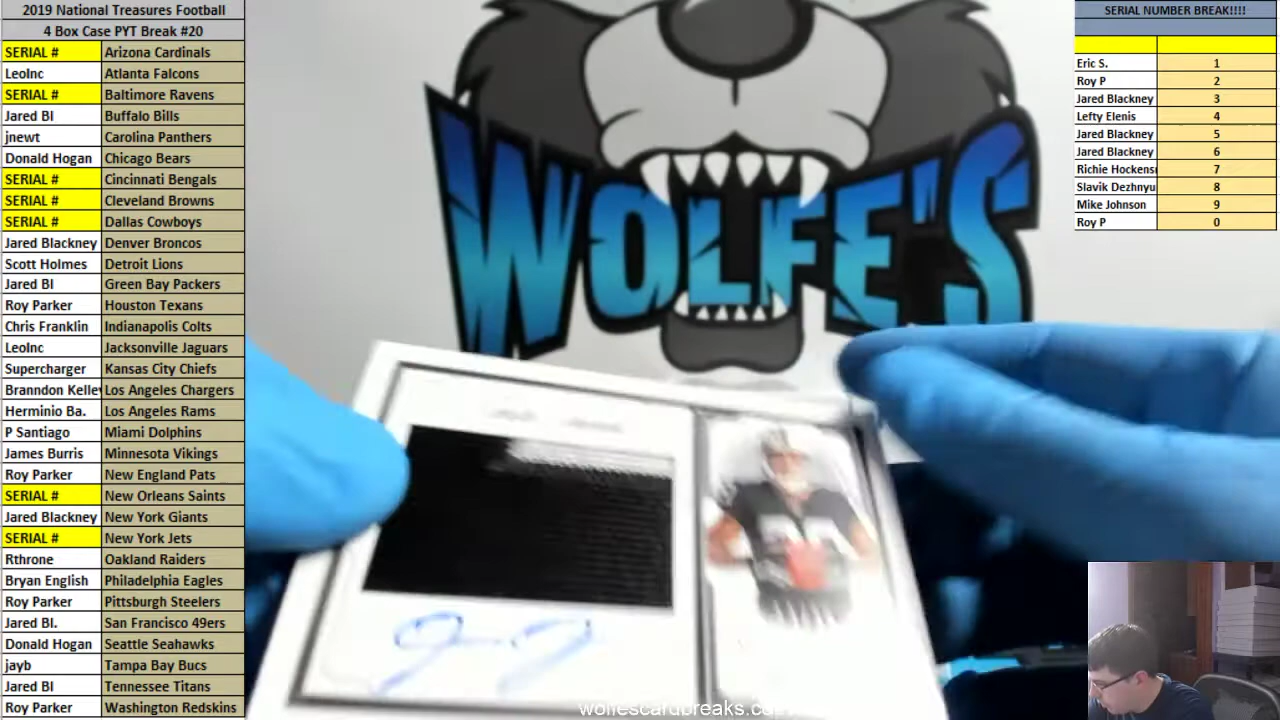 2019 National Treasures Football
4 Box Case PYT Break #20
SERIAL # Arizona Cardinals
LeoInc Atlanta Falcons
SERIAL # Baltimore Ravens
Jared Bl Buffalo Bills
jnewt Carolina Panthers
Donald Hogan Chicago Bears
SERIAL # Cincinnati Bengals
SERIAL # Cleveland Browns
SERIAL # Dallas Cowboys
Jared Blackney Denver Broncos
Scott Holmes Detroit Lions
Jared Bl Green Bay Packers
Roy Parker Houston Texans
Chris Franklin Indianapolis Colts
LeoInc Jacksonville Jaguars
Supercharger Kansas City Chiefs
Branndon Kelley Los Angeles Chargers
Herminio Ba. Los Angeles Rams
P Santiago Miami Dolphins
James Burris Minnesota Vikings
Roy Parker New England Pats
SERIAL # New Orleans Saints
Jared Blackney New York Giants
SERIAL # New York Jets
Rthrone Oakland Raiders
Bryan English Philadelphia Eagles
Roy Parker Pittsburgh Steelers
Jared Bl. San Francisco 49ers
Donald Hogan Seattle Seahawks
jayb Tampa Bay Bucs
Jared Bl Tennessee Titans
Roy Parker Washington Redskins
WOLFE'S
SERIAL NUMBER BREAK!!!!
Eric S. 1
Roy P 2
Jared Blackney 3
Lefty Elenis 4
Jared Blackney 5
Jared Blackney 6
Richie Hockens 7
Slavik Dezhnyu 8
Mike Johnson 9
Roy P 0